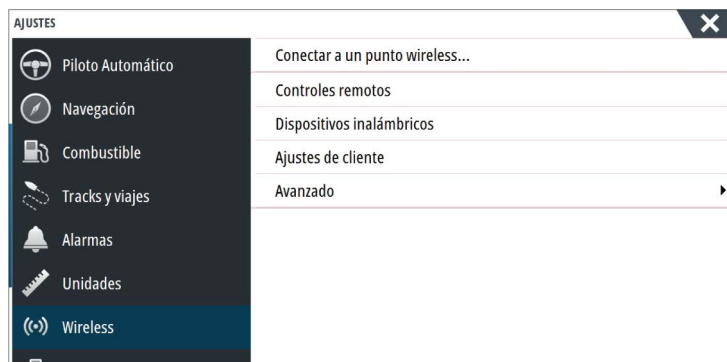 AJUSTES
Piloto Automático
Navegación
Combustible
Tracks y viajes
Alarmas
Unidades
Wireless
Conectar a un punto wireless...
Controles remotos
Dispositivos inalámbricos
Ajustes de cliente
Avanzado